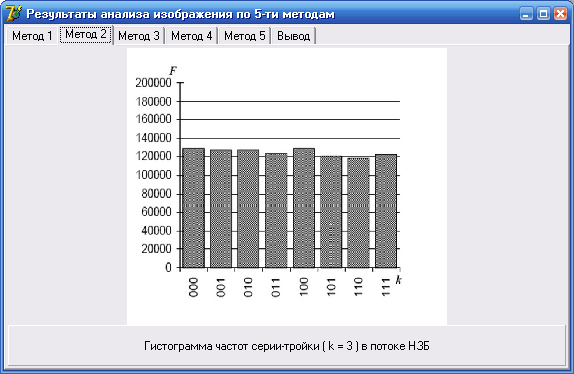 Результаты анализа изображения по 5-ти методам
Метод 1 Метод 2 Метод 3 Метод 4 Метод 5 Вывод
F
200000
180000
160000
140000
120000
100000
80000
60000
40000
20000
0
000 001 010 011 100 101 110 111 k
Гистограмма частот серии-тройки ( k = 3 ) в потоке НЗБ